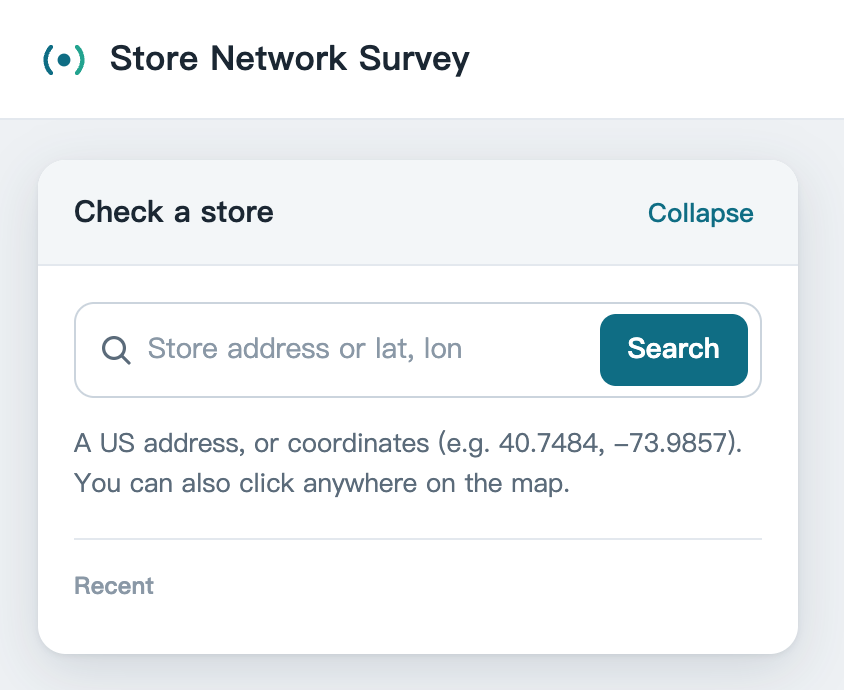 Store Network Survey
Check a store
Collapse
Store address or lat, lon
Search
A US address, or coordinates (e.g. 40.7484, −73.9857).
You can also click anywhere on the map.
Recent